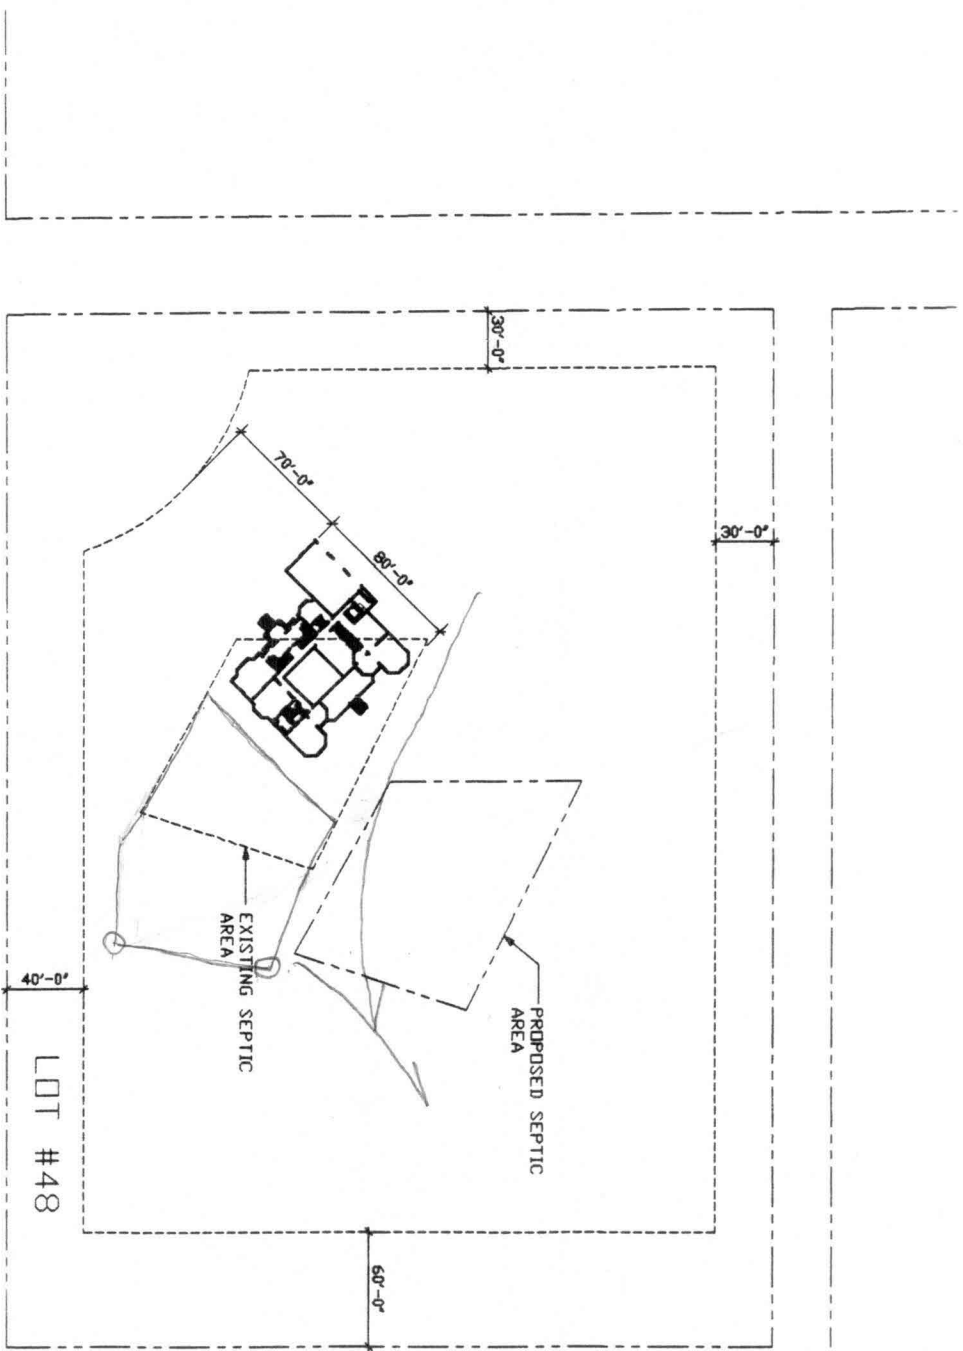 30'-0"
70'-0"
30'-0"
80'-0"
EXISTING SEPTIC
AREA
PROPOSED SEPTIC
AREA
40'-0"
LOT #48
60'-0"